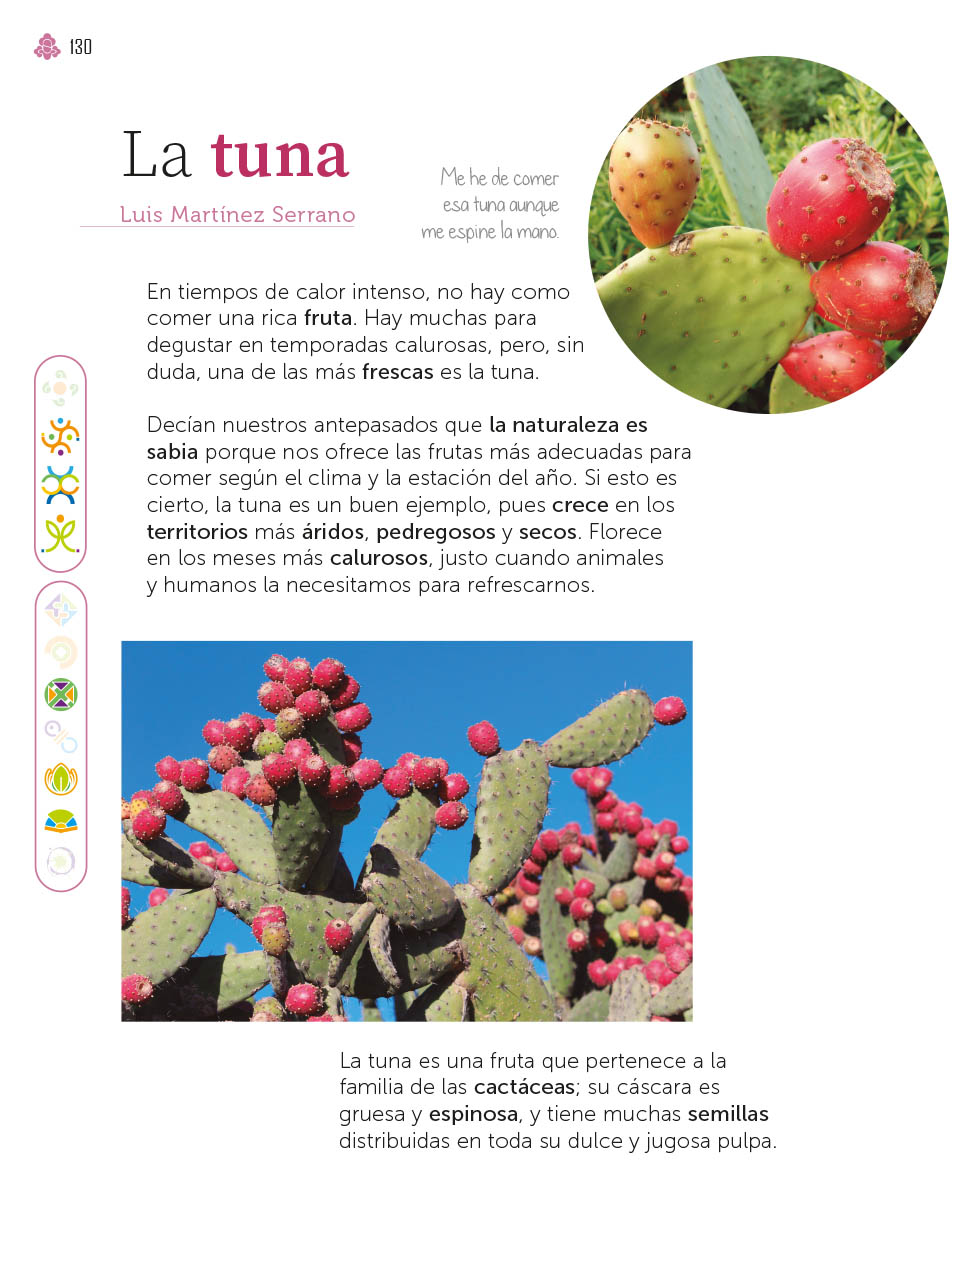 130
La tuna
Luis Martínez Serrano
Me he de comer
esa tuna aunque
me espine la mano.
En tiempos de calor intenso, no hay como
comer una rica fruta. Hay muchas para
degustar en temporadas calurosas, pero, sin
duda, una de las más frescas es la tuna.
Decían nuestros antepasados que la naturaleza es
sabia porque nos ofrece las frutas más adecuadas para
comer según el clima y la estación del año. Si esto es
cierto, la tuna es un buen ejemplo, pues crece en los
territorios más áridos, pedregosos y secos. Florece
en los meses más calurosos, justo cuando animales
y humanos la necesitamos para refrescarnos.
La tuna es una fruta que pertenece a la
familia de las cactáceas; su cáscara es
gruesa y espinosa, y tiene muchas semillas
distribuidas en toda su dulce y jugosa pulpa.